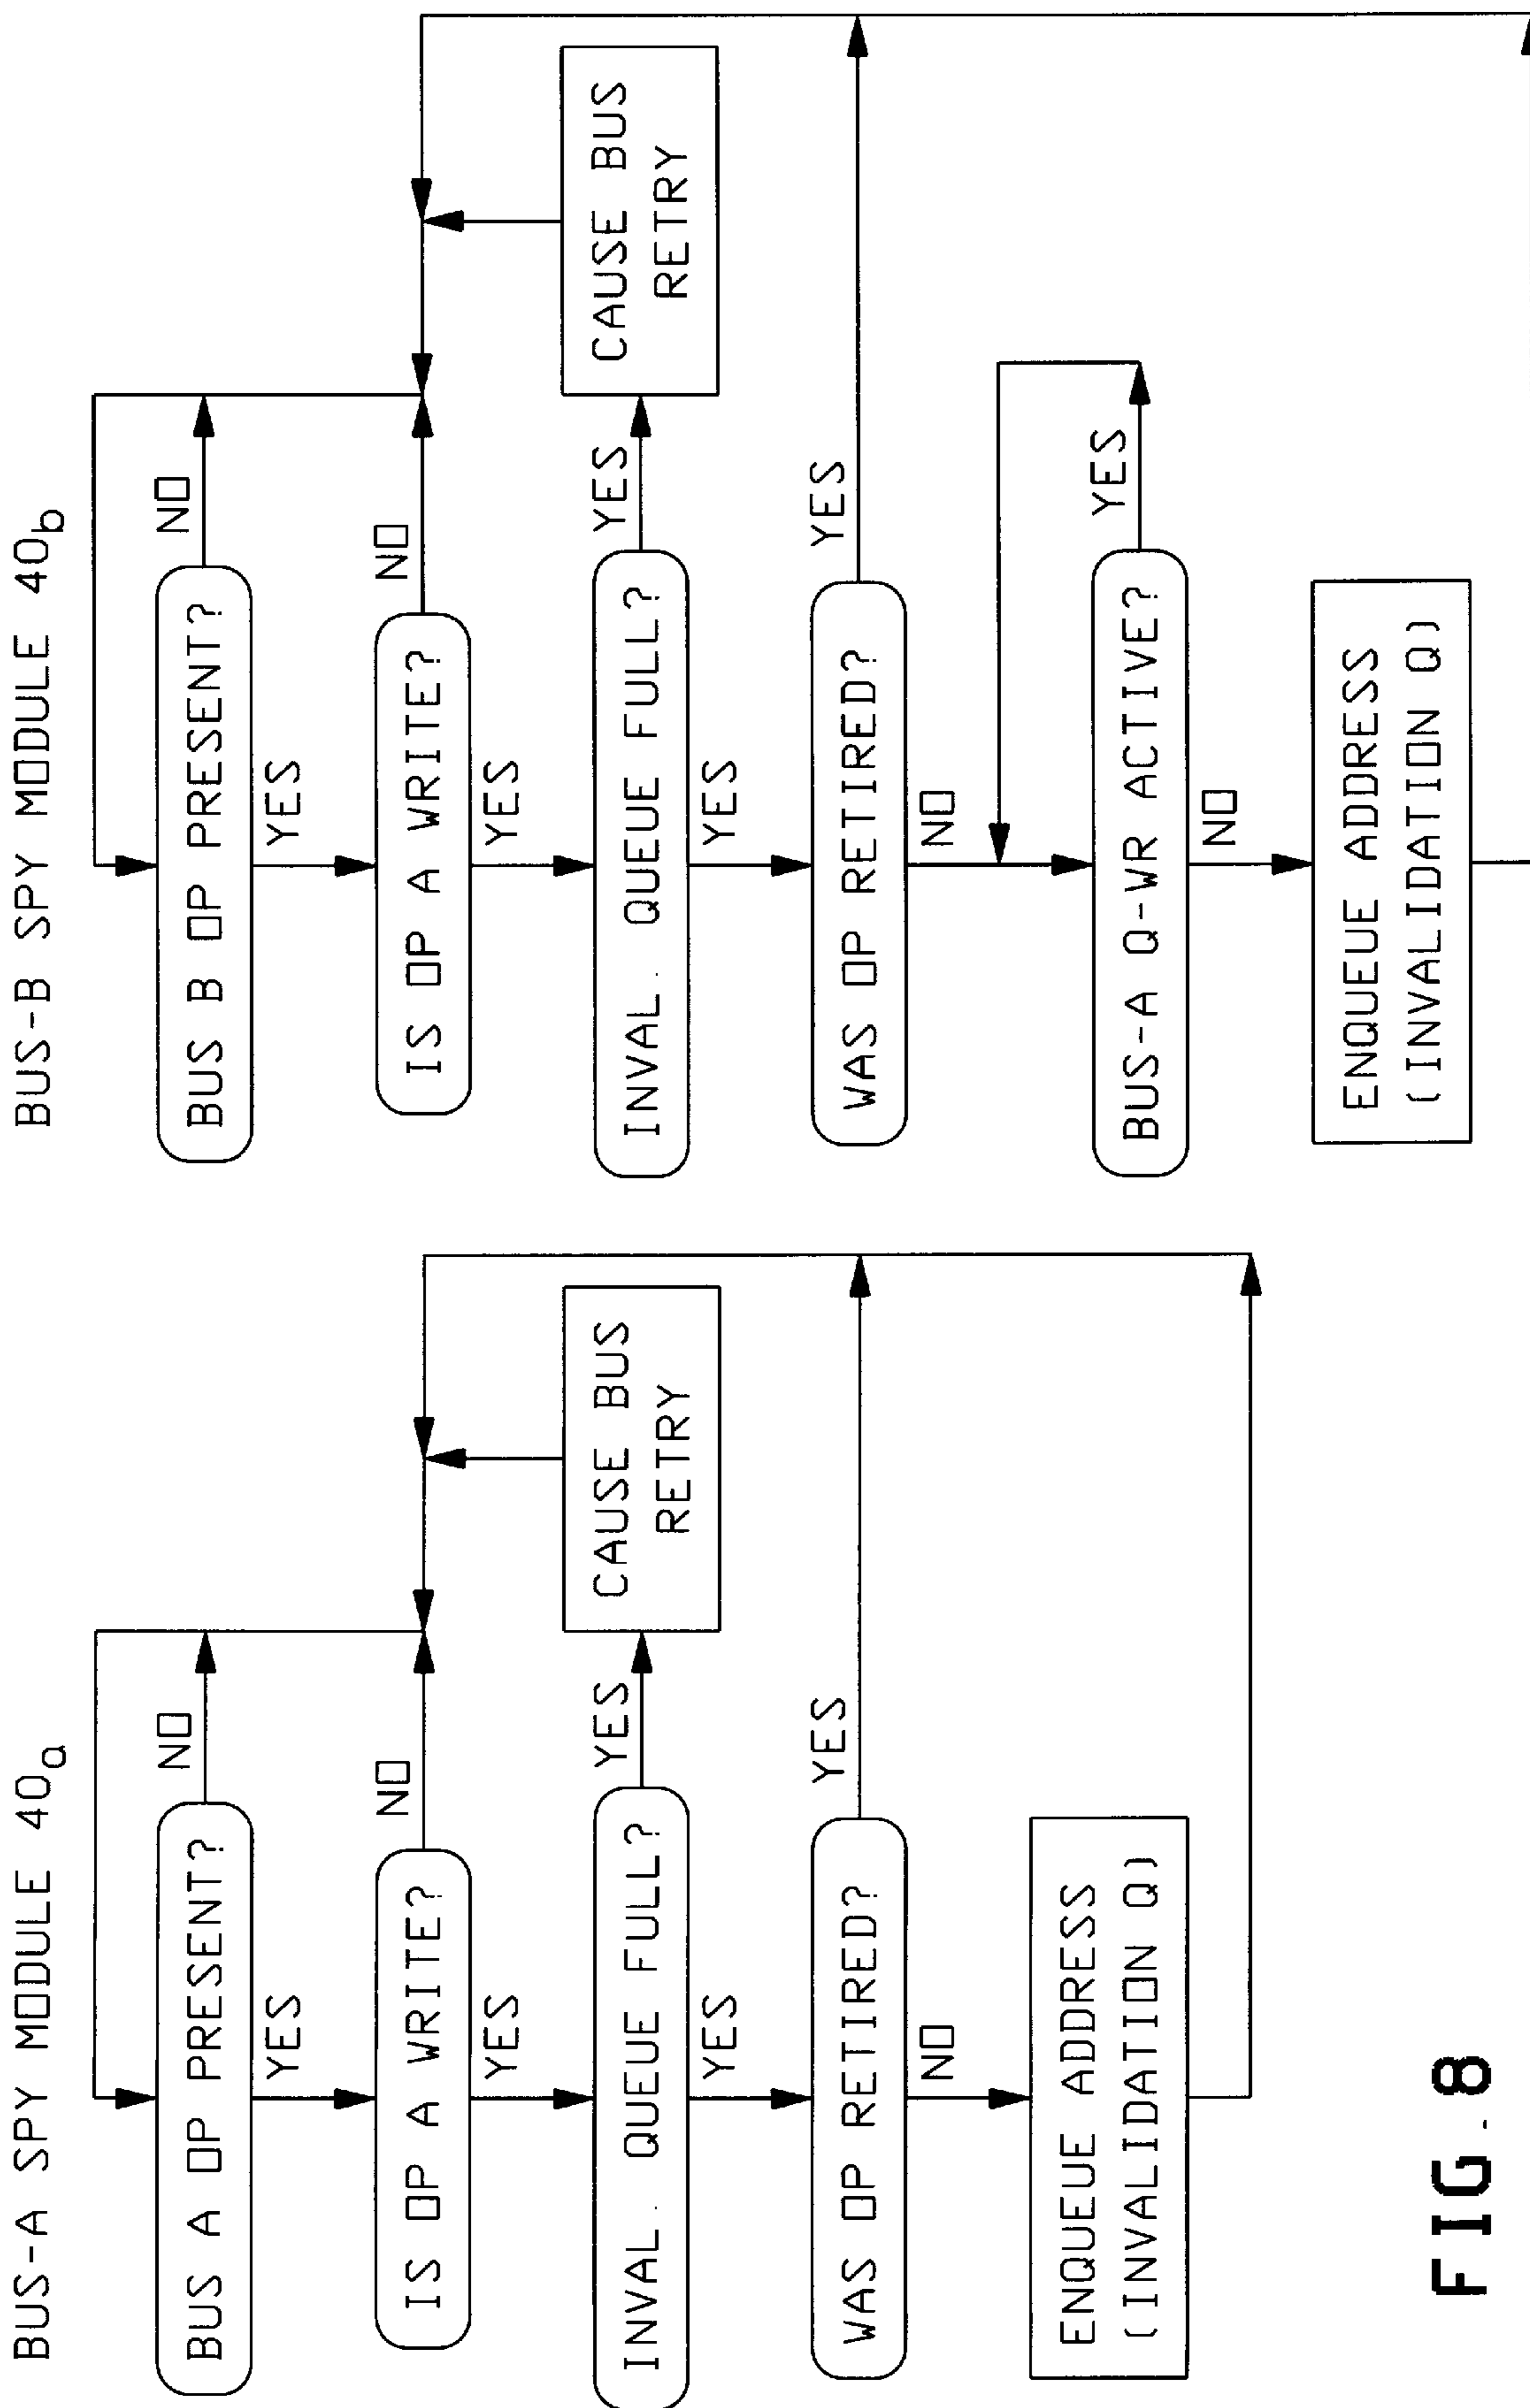 BUS-A SPY MODULE 40a
BUS A OP PRESENT?
NO
YES
IS OP A WRITE?
NO
YES
INVAL. QUEUE FULL?
YES
CAUSE BUS
RETRY
YES
WAS OP RETIRED?
YES
NO
ENQUEUE ADDRESS
(INVALIDATION Q)
BUS-B SPY MODULE 40b
BUS B OP PRESENT?
NO
YES
IS OP A WRITE?
NO
YES
INVAL. QUEUE FULL?
YES
CAUSE BUS
RETRY
YES
WAS OP RETIRED?
YES
NO
BUS-A Q-WR ACTIVE?
YES
NO
ENQUEUE ADDRESS
(INVALIDATION Q)
FIG. 8